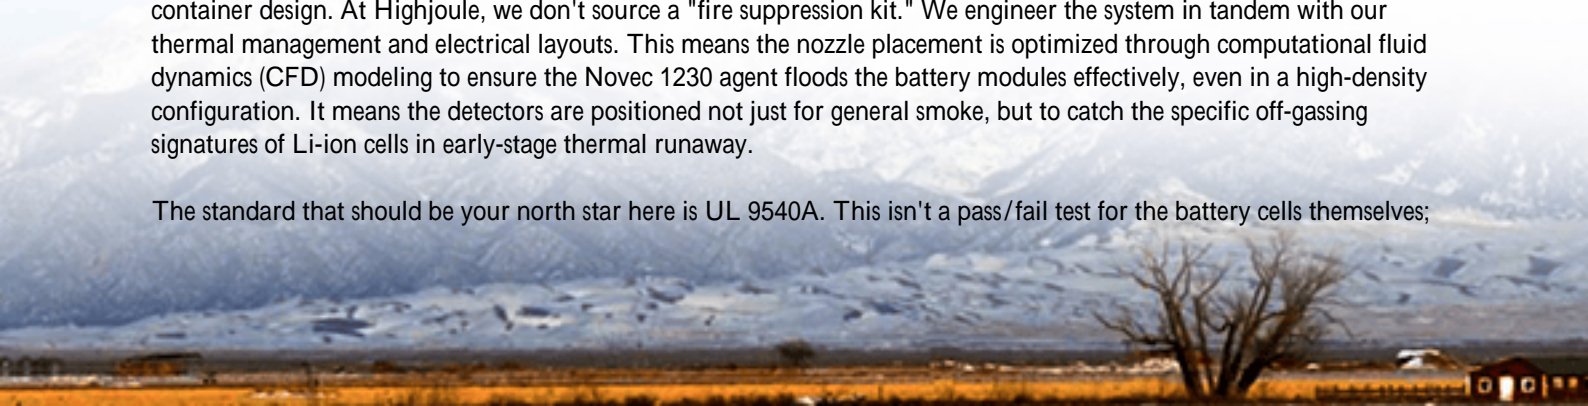 container design. At Highjoule, we don't source a "fire suppression kit." We engineer the system in tandem with our
thermal management and electrical layouts. This means the nozzle placement is optimized through computational fluid
dynamics (CFD) modeling to ensure the Novec 1230 agent floods the battery modules effectively, even in a high-density
configuration. It means the detectors are positioned not just for general smoke, but to catch the specific off-gassing
signatures of Li-ion cells in early-stage thermal runaway.
The standard that should be your north star here is UL 9540A. This isn't a pass/fail test for the battery cells themselves;